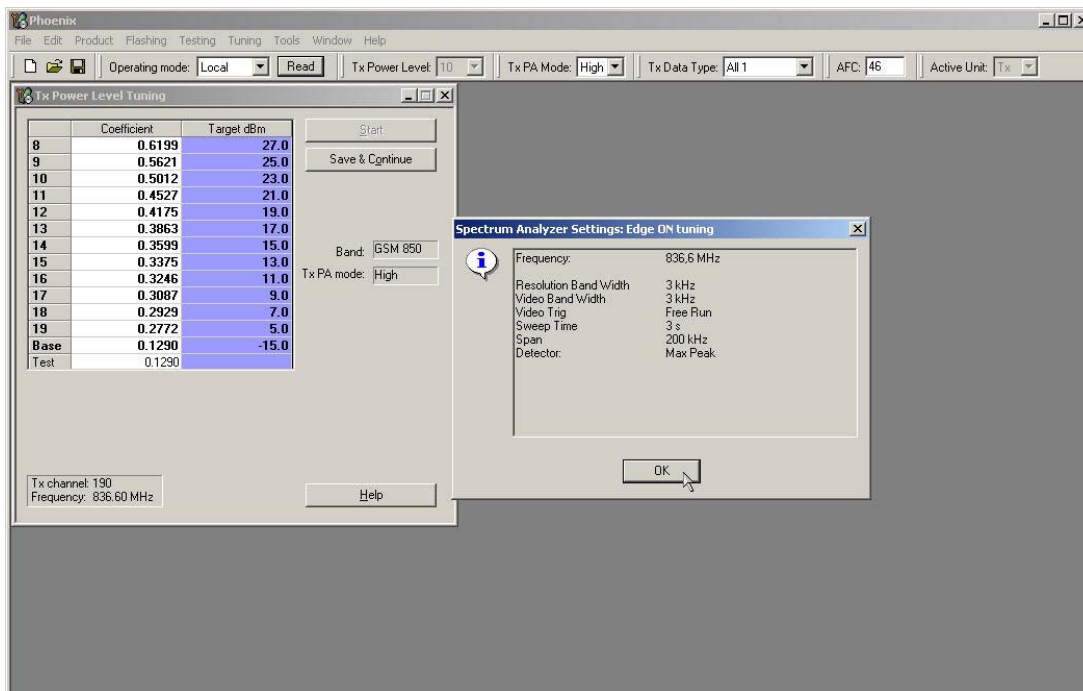 Phoenix
File Edit Product Flashing Testing Tuning Tools Window Help
Operating mode: Local Read Tx Power Level: 10 Tx PA Mode: High Tx Data Type: All 1 AFC: 46 Active Unit: Tx
Tx Power Level Tuning
Coefficient Target dBm
8 0.6199 27.0
9 0.5621 25.0
10 0.5012 23.0
11 0.4527 21.0
12 0.4175 19.0
13 0.3863 17.0
14 0.3599 15.0
15 0.3375 13.0
16 0.3246 11.0
17 0.3087 9.0
18 0.2929 7.0
19 0.2772 5.0
Base 0.1290 -15.0
Test 0.1290
Start
Save & Continue
Band: GSM 850
Tx PA mode: High
Tx channel: 190
Frequency: 836.60 MHz
Help
Spectrum Analyzer Settings: Edge ON tuning
Frequency: 836,6 MHz
Resolution Band Width 3 kHz
Video Band Width 3 kHz
Video Trig Free Run
Sweep Time 3 s
Span 200 kHz
Detector: Max Peak
OK